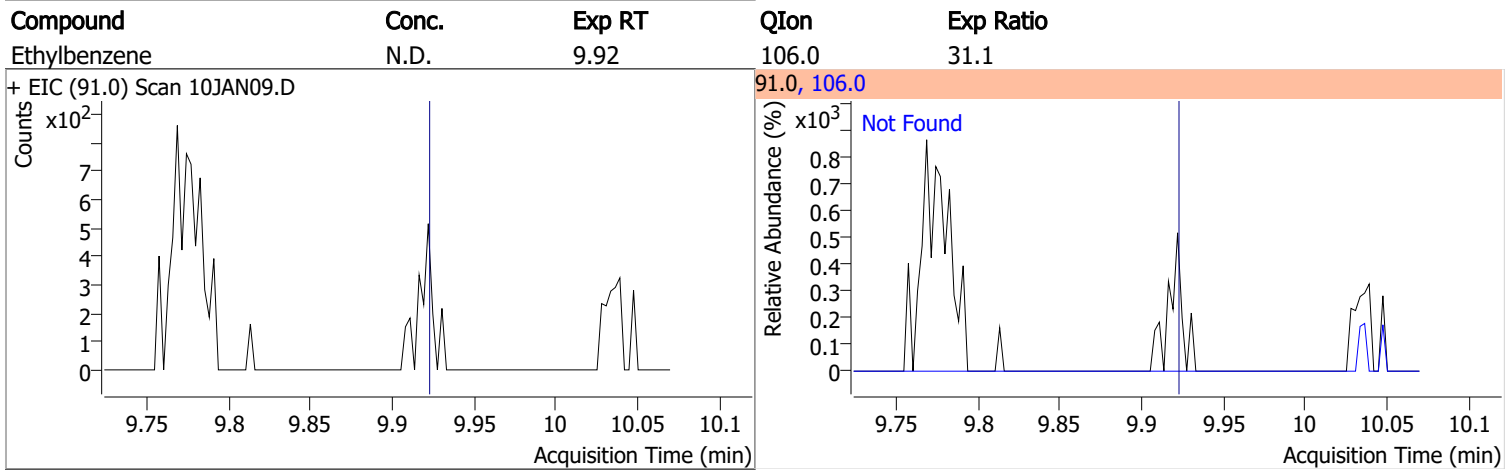 Compound Conc. Exp RT QIon Exp Ratio
Ethylbenzene N.D. 9.92 106.0 31.1
+ EIC (91.0) Scan 10JAN09.D
Counts
x102
7
6
5
4
3
2
1
0
9.75 9.8 9.85 9.9 9.95 10 10.05 10.1
Acquisition Time (min)
91.0, 106.0
Relative Abundance (%)
x103
Not Found
0.8
0.7
0.6
0.5
0.4
0.3
0.2
0.1
0
9.75 9.8 9.85 9.9 9.95 10 10.05 10.1
Acquisition Time (min)